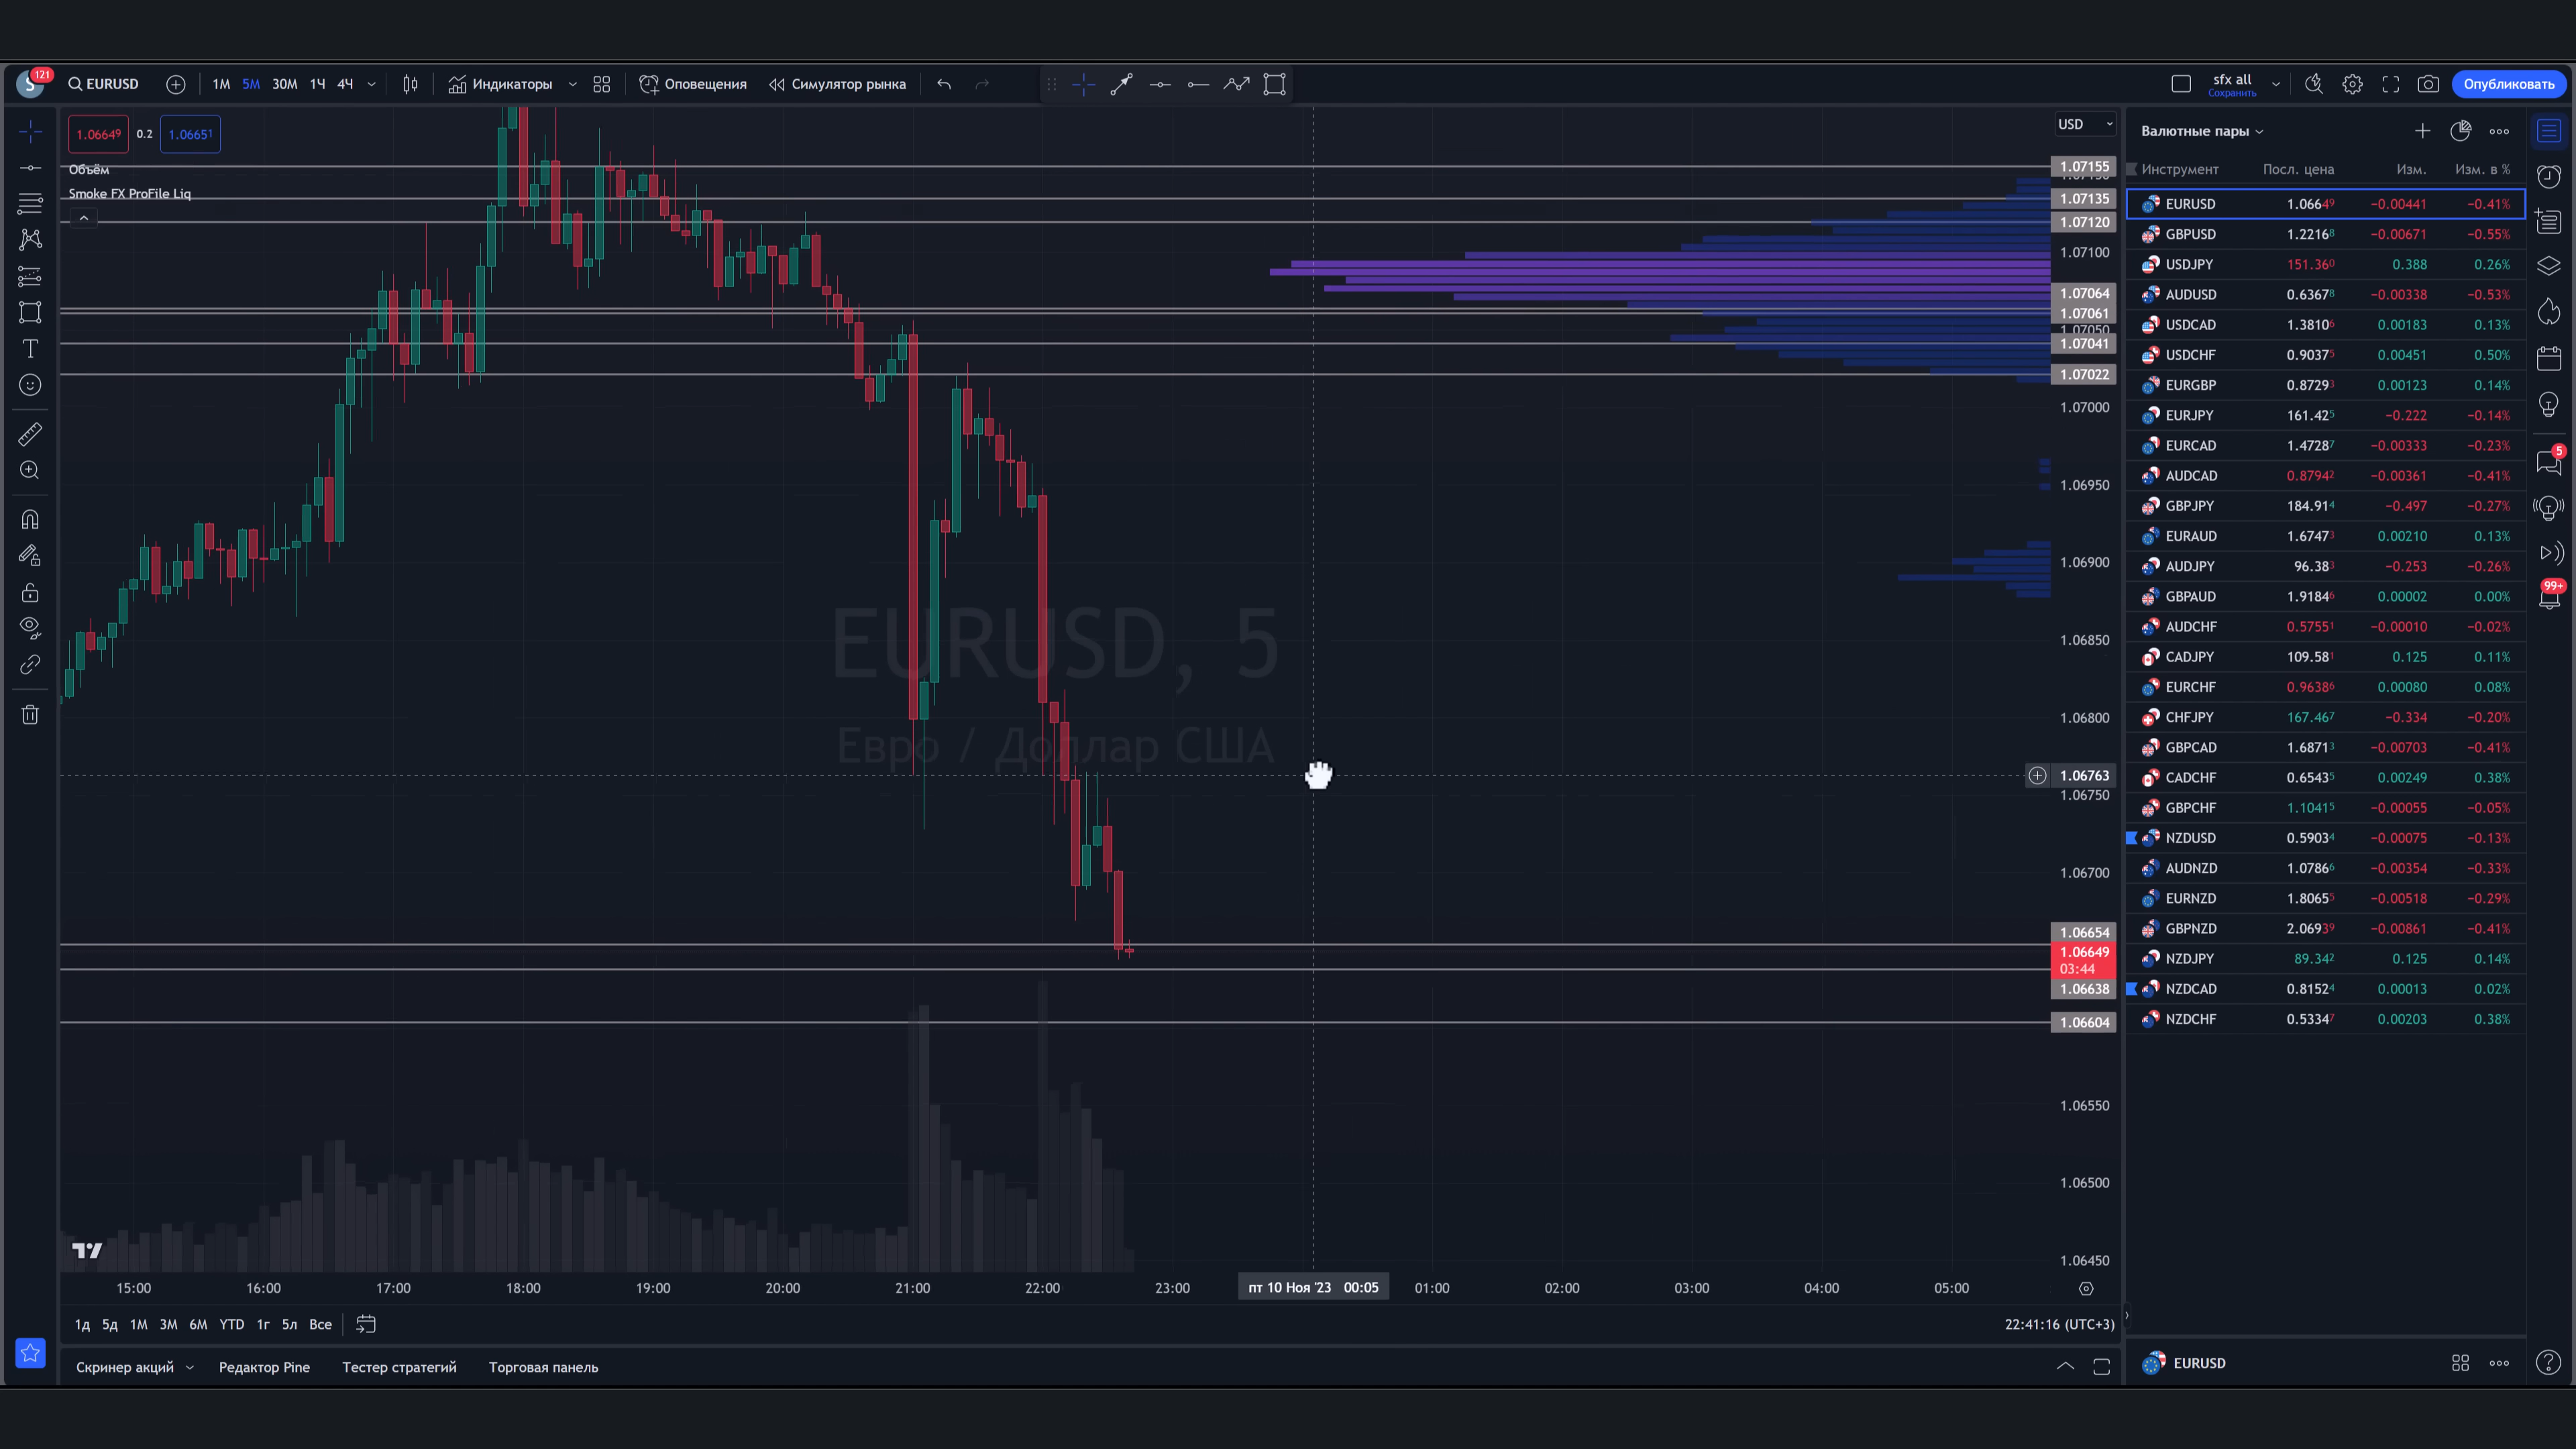 S 121 EURUSD 1М 5М 30М 1Ч 4Ч Индикаторы Оповещения Симулятор рынка sfx all Сохранить Опубликовать
1.06649 0.2 1.06651
Объём
Smoke FX ProFile Liq
EURUSD, 5
Евро / Доллар США
USD
1.07155
1.07135
1.07120
1.07100
1.07064
1.07061
1.07050
1.07041
1.07022
1.07000
1.06950
1.06900
1.06850
1.06800
1.06763
1.06750
1.06700
1.06654
1.06649
03:44
1.06638
1.06604
1.06550
1.06500
1.06450
15:00 16:00 17:00 18:00 19:00 20:00 21:00 22:00 23:00 пт 10 Ноя '23 00:05 01:00 02:00 03:00 04:00 05:00
1д 5д 1М 3М 6М YTD 1г 5л Все 22:41:16 (UTC+3)
Скринер акций Редактор Pine Тестер стратегий Торговая панель
Валютные пары
Инструмент Посл. цена Изм. Изм. в %
EURUSD 1.06649 −0.00441 −0.41%
GBPUSD 1.22168 −0.00671 −0.55%
USDJPY 151.360 0.388 0.26%
AUDUSD 0.63678 −0.00338 −0.53%
USDCAD 1.38106 0.00183 0.13%
USDCHF 0.90375 0.00451 0.50%
EURGBP 0.87293 0.00123 0.14%
EURJPY 161.425 −0.222 −0.14%
EURCAD 1.47287 −0.00333 −0.23%
AUDCAD 0.87942 −0.00361 −0.41%
GBPJPY 184.914 −0.497 −0.27%
EURAUD 1.67473 0.00210 0.13%
AUDJPY 96.383 −0.253 −0.26%
GBPAUD 1.91846 0.00002 0.00%
AUDCHF 0.57551 −0.00010 −0.02%
CADJPY 109.581 0.125 0.11%
EURCHF 0.96386 0.00080 0.08%
CHFJPY 167.467 −0.334 −0.20%
GBPCAD 1.68713 −0.00703 −0.41%
CADCHF 0.65435 0.00249 0.38%
GBPCHF 1.10415 −0.00055 −0.05%
NZDUSD 0.59034 −0.00075 −0.13%
AUDNZD 1.07866 −0.00354 −0.33%
EURNZD 1.80655 −0.00518 −0.29%
GBPNZD 2.06939 −0.00861 −0.41%
NZDJPY 89.342 0.125 0.14%
NZDCAD 0.81524 0.00013 0.02%
NZDCHF 0.53347 0.00203 0.38%
EURUSD
5
99+